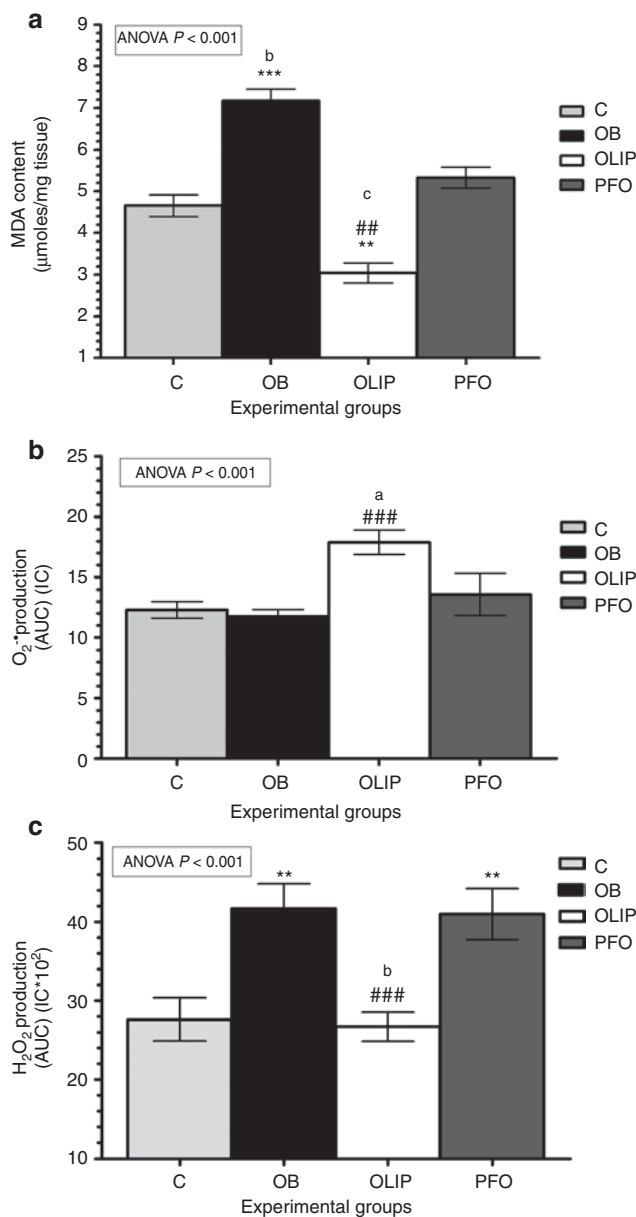 a
ANOVA P < 0.001
MDA content
(μmoles/mg tissue)
9
8
7
6
5
4
3
2
1
b
***
c
##
**
C
OB
OLIP
PFO
Experimental groups
C
OB
OLIP
PFO
b
ANOVA P < 0.001
O₂⁻•production
(AUC) (IC)
25
20
15
10
5
0
a
###
C
OB
OLIP
PFO
Experimental groups
C
OB
OLIP
PFO
c
ANOVA P < 0.001
H₂O₂ production
(AUC) (IC*10²)
50
40
30
20
10
**
b
###
**
C
OB
OLIP
PFO
Experimental groups
C
OB
OLIP
PFO